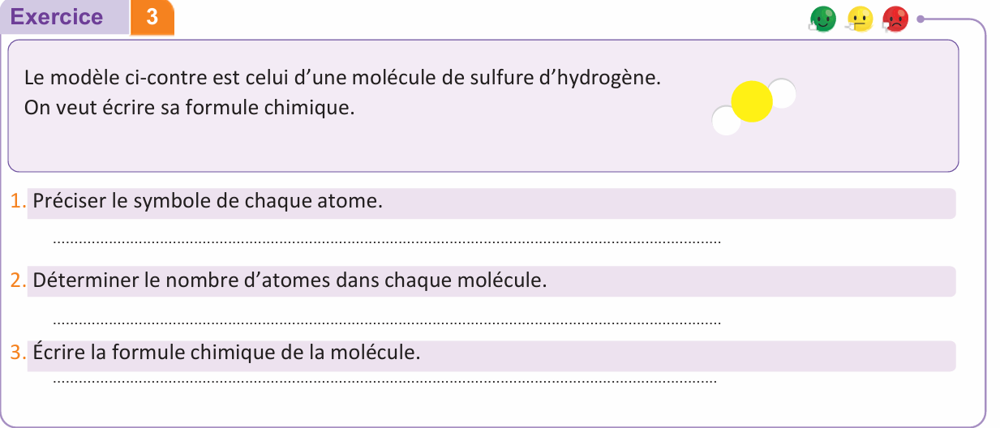 Exercice 3
Le modèle ci-contre est celui d’une molécule de sulfure d’hydrogène.
On veut écrire sa formule chimique.
1. Préciser le symbole de chaque atome.
2. Déterminer le nombre d’atomes dans chaque molécule.
3. Écrire la formule chimique de la molécule.